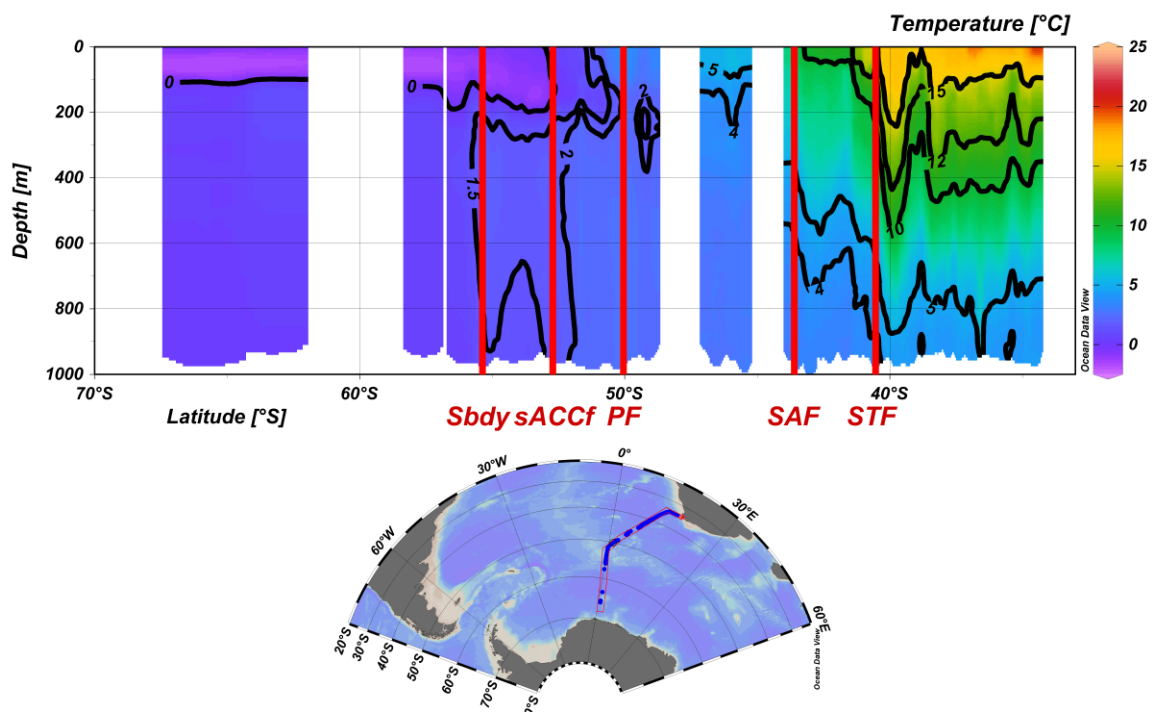 Temperature [°C]
0
200
400
600
800
1000
Depth [m]
0
0
1.5
2
2
5
4
4
15
12
10
5
Ocean Data View
25
20
15
10
5
0
70°S
60°S
50°S
40°S
Latitude [°S]
Sbdy sACCf PF SAF STF
60°W
30°W
0°
30°E
60°E
20°S
30°S
40°S
50°S
60°S
70°S
Ocean Data View